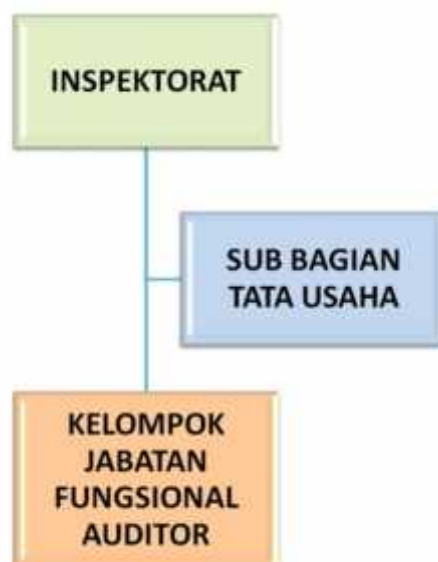 INSPEKTORAT
SUB BAGIAN
TATA USAHA
KELOMPOK
JABATAN
FUNGSIONAL
AUDITOR